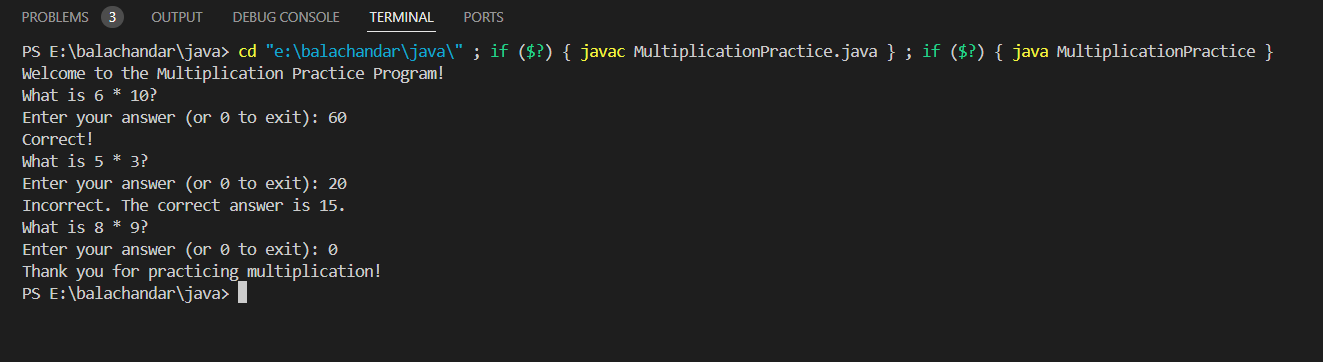 PROBLEMS 3 OUTPUT DEBUG CONSOLE TERMINAL PORTS
PS E:\balachandar\java> cd "e:\balachandar\java\" ; if ($?) { javac MultiplicationPractice.java } ; if ($?) { java MultiplicationPractice }
Welcome to the Multiplication Practice Program!
What is 6 * 10?
Enter your answer (or 0 to exit): 60
Correct!
What is 5 * 3?
Enter your answer (or 0 to exit): 20
Incorrect. The correct answer is 15.
What is 8 * 9?
Enter your answer (or 0 to exit): 0
Thank you for practicing multiplication!
PS E:\balachandar\java>